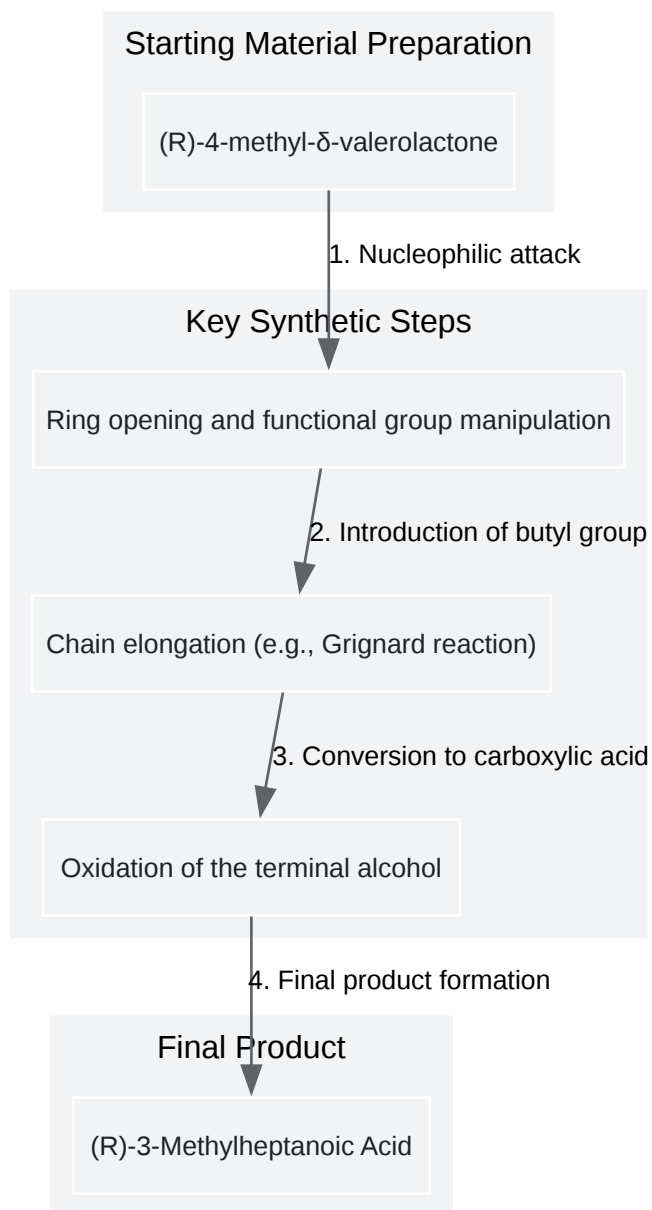 Starting Material Preparation
(R)-4-methyl-δ-valerolactone
1. Nucleophilic attack
Key Synthetic Steps
Ring opening and functional group manipulation
2. Introduction of butyl group
Chain elongation (e.g., Grignard reaction)
3. Conversion to carboxylic acid
Oxidation of the terminal alcohol
4. Final product formation
Final Product
(R)-3-Methylheptanoic Acid